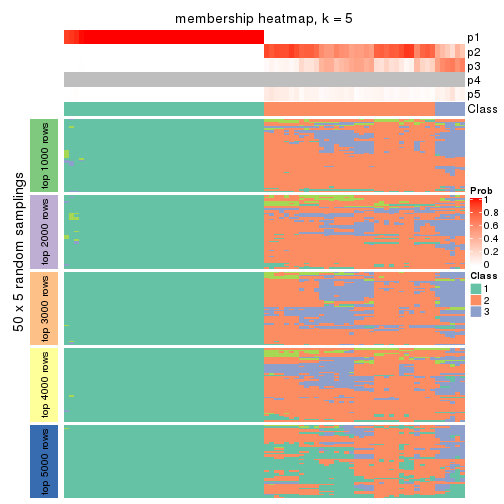 membership heatmap, k = 5
p1
p2
p3
p4
p5
Class
50 x 5 random samplings
top 1000 rows
top 2000 rows
top 3000 rows
top 4000 rows
top 5000 rows
Prob
1
0.8
0.6
0.4
0.2
0
Class
1
2
3